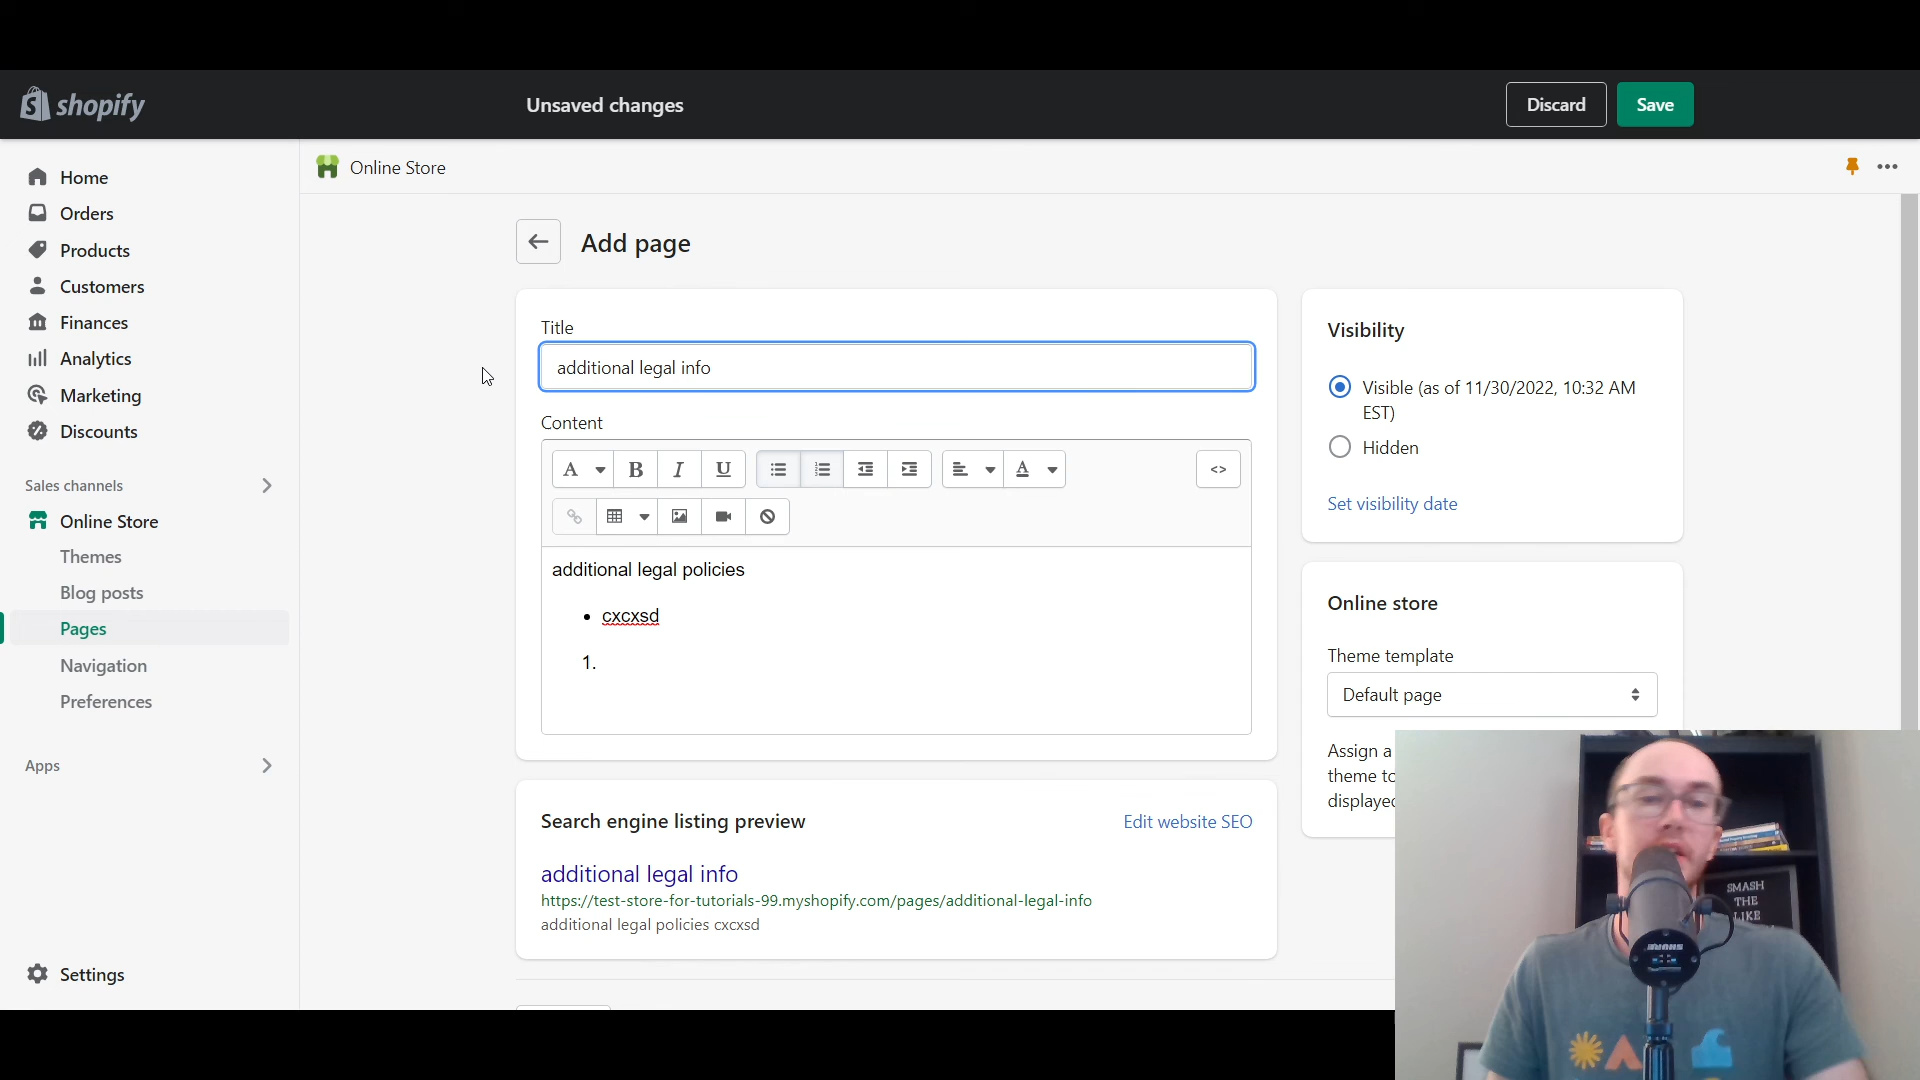 shopify
Unsaved changes
Discard
Save
Home
Orders
Products
Customers
Finances
Analytics
Marketing
Discounts
Sales channels
Online Store
Themes
Blog posts
Pages
Navigation
Preferences
Apps
Settings
Online Store
Add page
Title
additional legal info
Content
A
B
I
U
A
<>
additional legal policies
• cxcxsd
1.
Search engine listing preview
Edit website SEO
additional legal info
https://test-store-for-tutorials-99.myshopify.com/pages/additional-legal-info
additional legal policies cxcxsd
Visibility
Visible (as of 11/30/2022, 10:32 AM
EST)
Hidden
Set visibility date
Online store
Theme template
Default page
Assign a
theme to
displayed
SMASH
THE
LIKE
SHURE